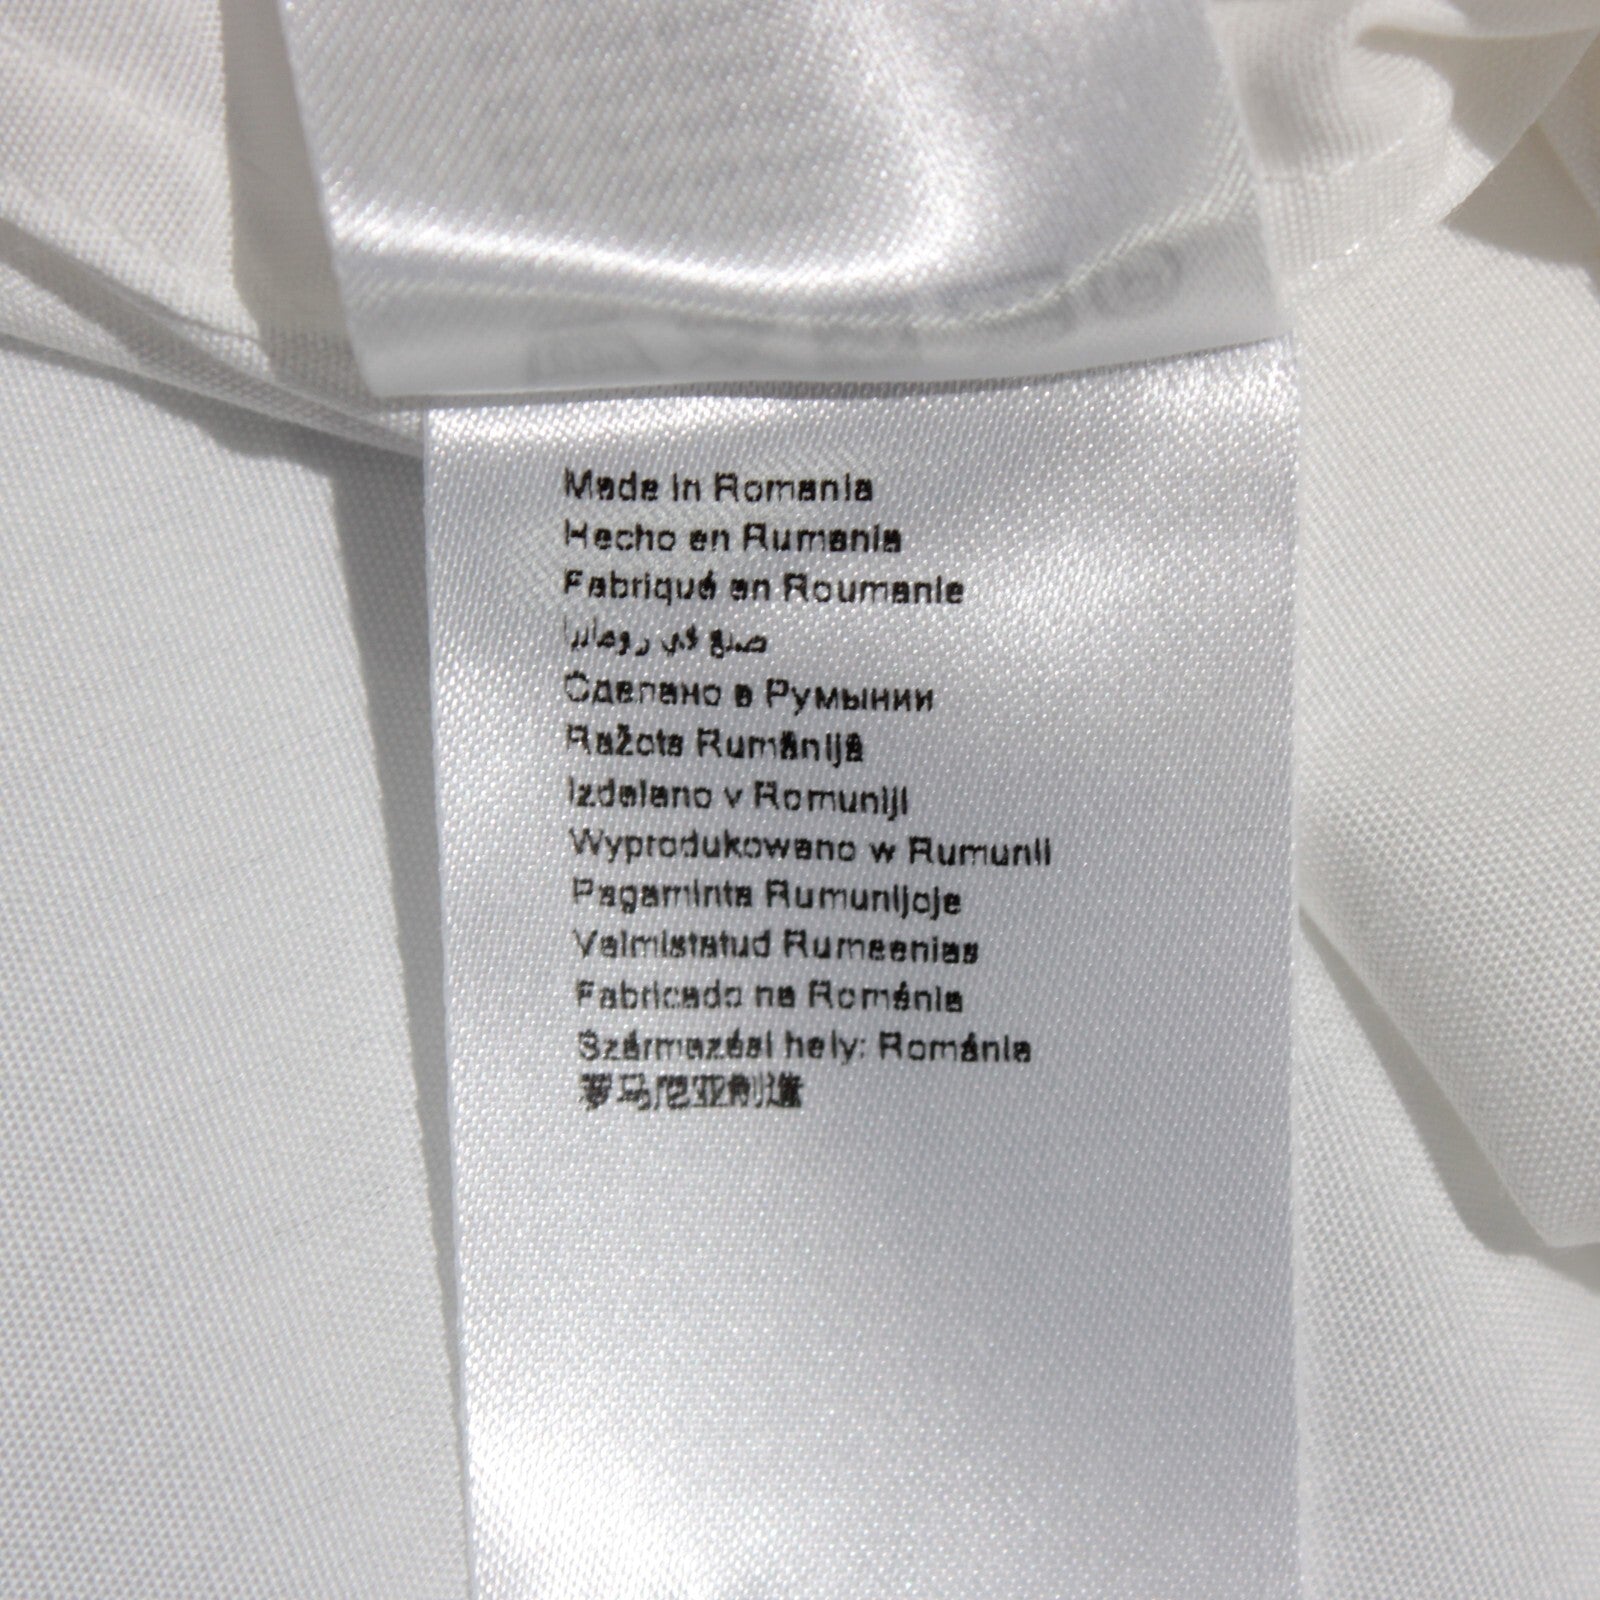 Made in Romania
Hecho en Rumania
Fabriqué en Roumanie
صنع في رومانيا
Сделано в Румынии
Ražots Rumānijā
Izdelano v Romuniji
Wyprodukowano w Rumunii
Pagaminta Rumunijoje
Valmistatud Rumeenias
Fabricado na Roménia
Származási hely: Románia
罗马尼亚制造